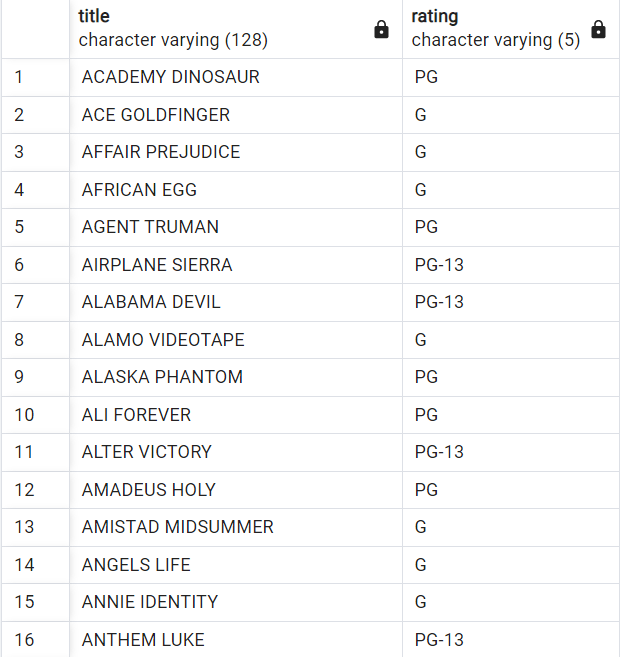 title rating
character varying (128) character varying (5)
1 ACADEMY DINOSAUR PG
2 ACE GOLDFINGER G
3 AFFAIR PREJUDICE G
4 AFRICAN EGG G
5 AGENT TRUMAN PG
6 AIRPLANE SIERRA PG-13
7 ALABAMA DEVIL PG-13
8 ALAMO VIDEOTAPE G
9 ALASKA PHANTOM PG
10 ALI FOREVER PG
11 ALTER VICTORY PG-13
12 AMADEUS HOLY PG
13 AMISTAD MIDSUMMER G
14 ANGELS LIFE G
15 ANNIE IDENTITY G
16 ANTHEM LUKE PG-13